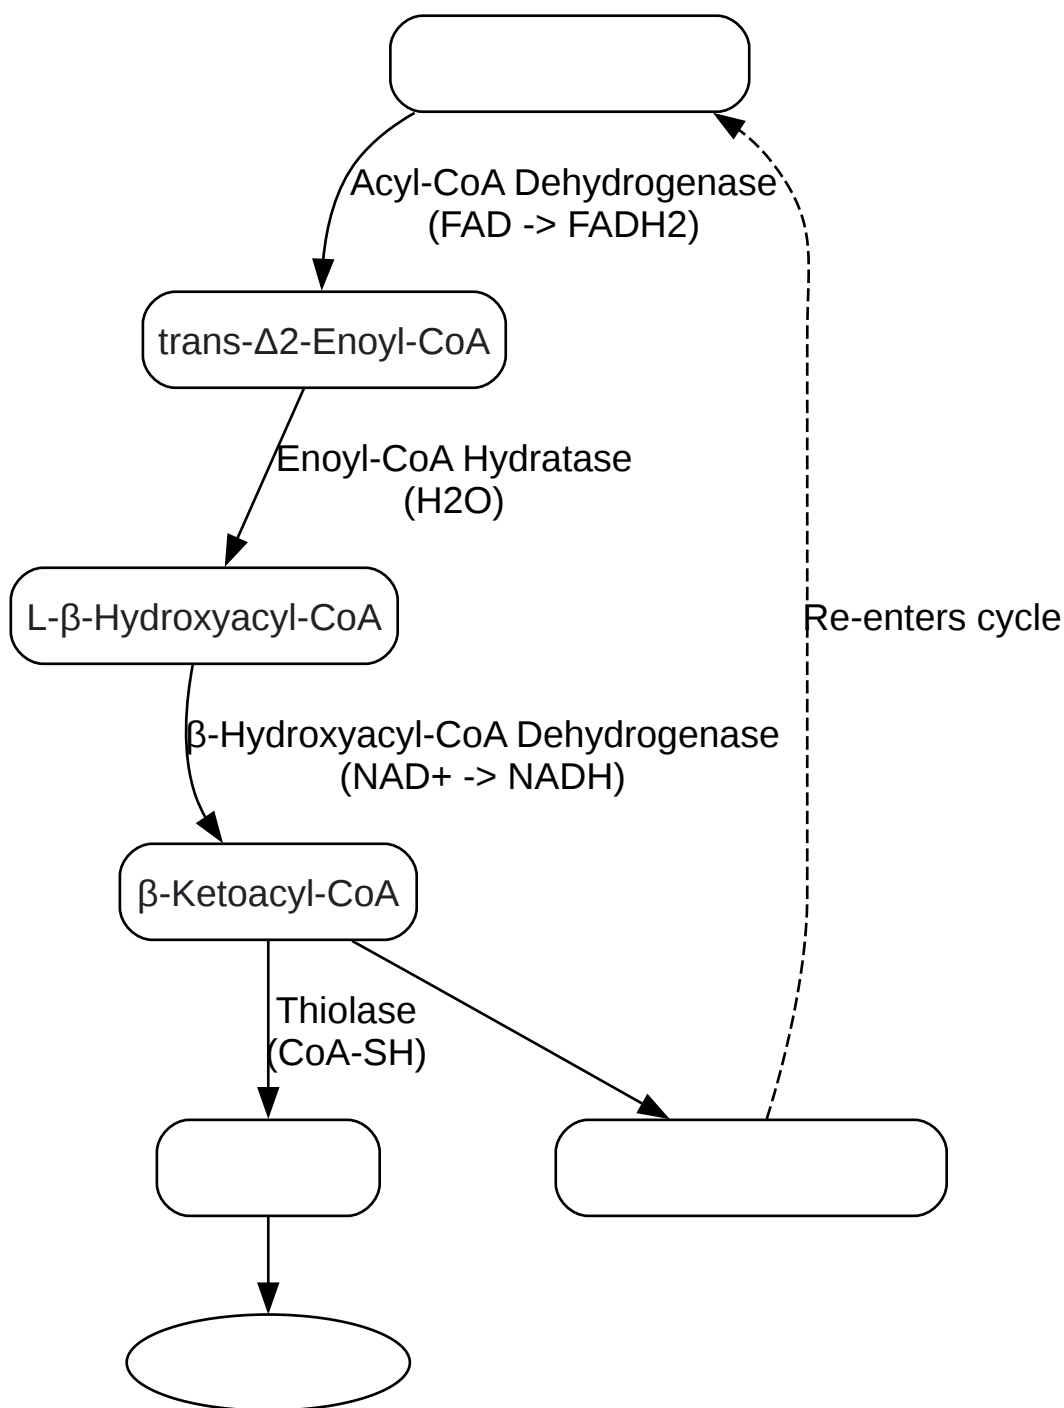 Acyl-CoA Dehydrogenase
(FAD -> FADH2)
trans-Δ2-Enoyl-CoA
Enoyl-CoA Hydratase
(H2O)
L-β-Hydroxyacyl-CoA
Re-enters cycle
β-Hydroxyacyl-CoA Dehydrogenase
(NAD+ -> NADH)
β-Ketoacyl-CoA
Thiolase
(CoA-SH)